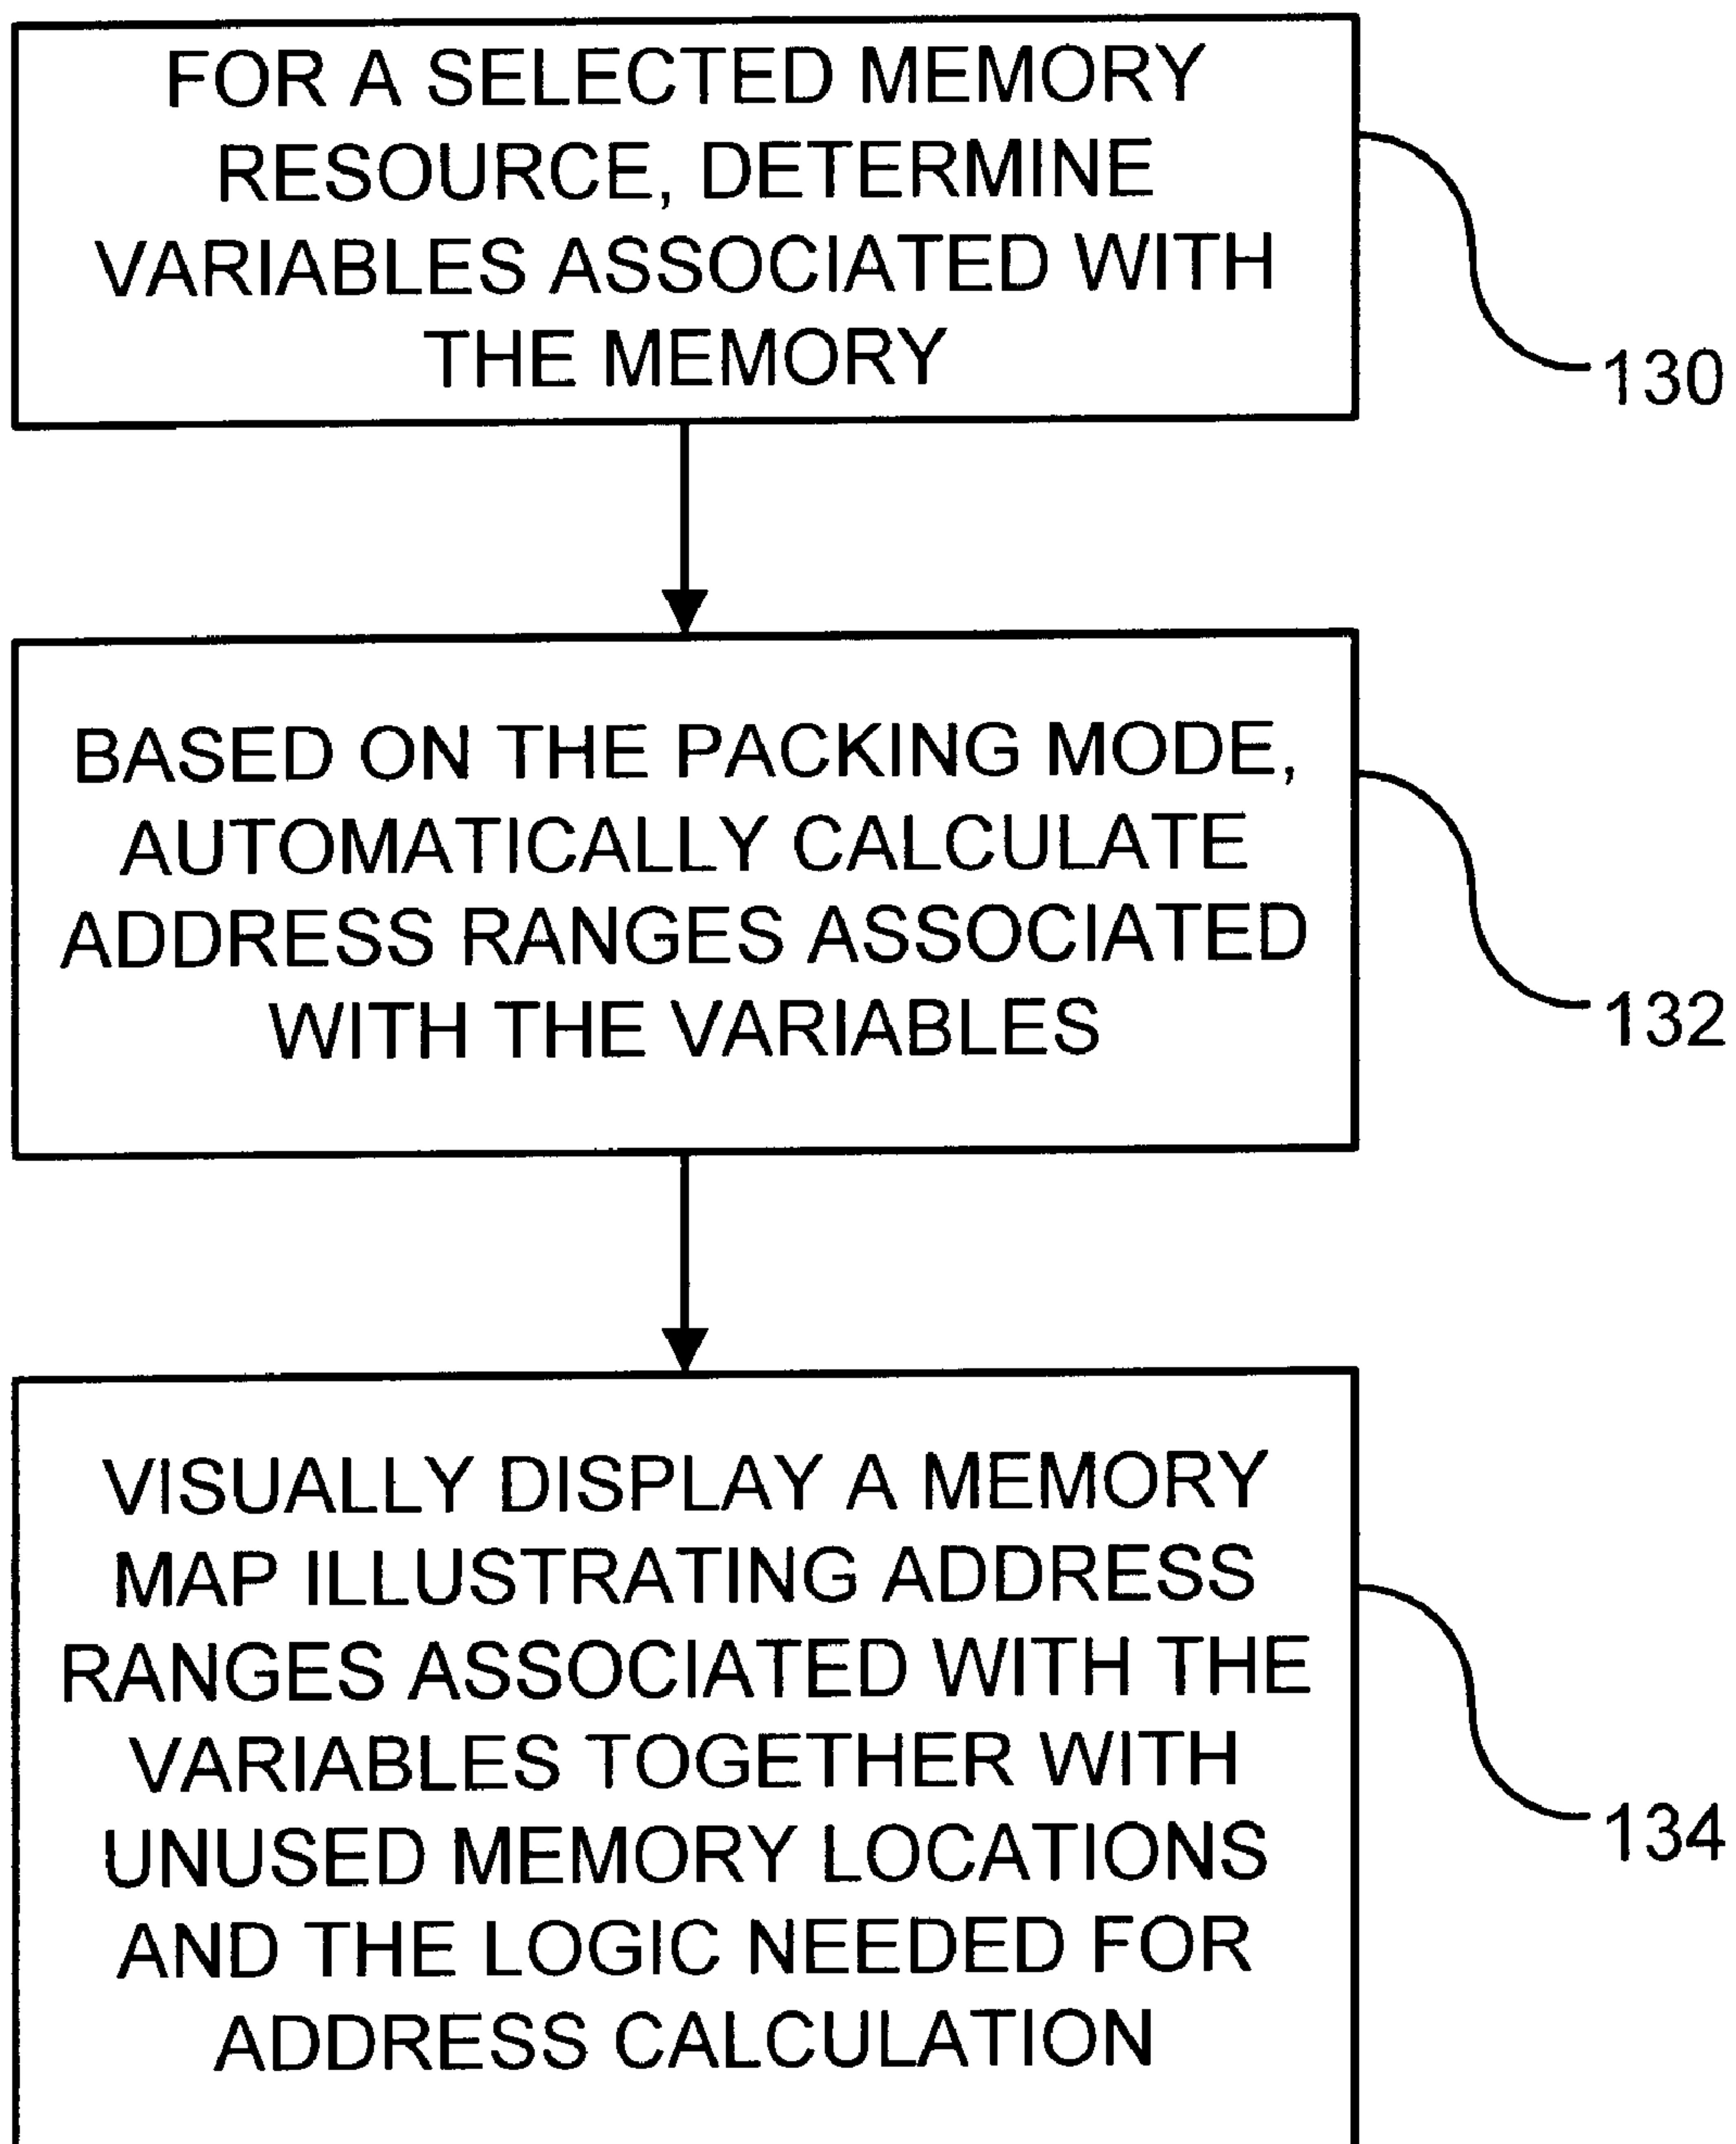 FOR A SELECTED MEMORY
RESOURCE, DETERMINE
VARIABLES ASSOCIATED WITH
THE MEMORY
130
BASED ON THE PACKING MODE,
AUTOMATICALLY CALCULATE
ADDRESS RANGES ASSOCIATED
WITH THE VARIABLES
132
VISUALLY DISPLAY A MEMORY
MAP ILLUSTRATING ADDRESS
RANGES ASSOCIATED WITH THE
VARIABLES TOGETHER WITH
UNUSED MEMORY LOCATIONS
AND THE LOGIC NEEDED FOR
ADDRESS CALCULATION
134